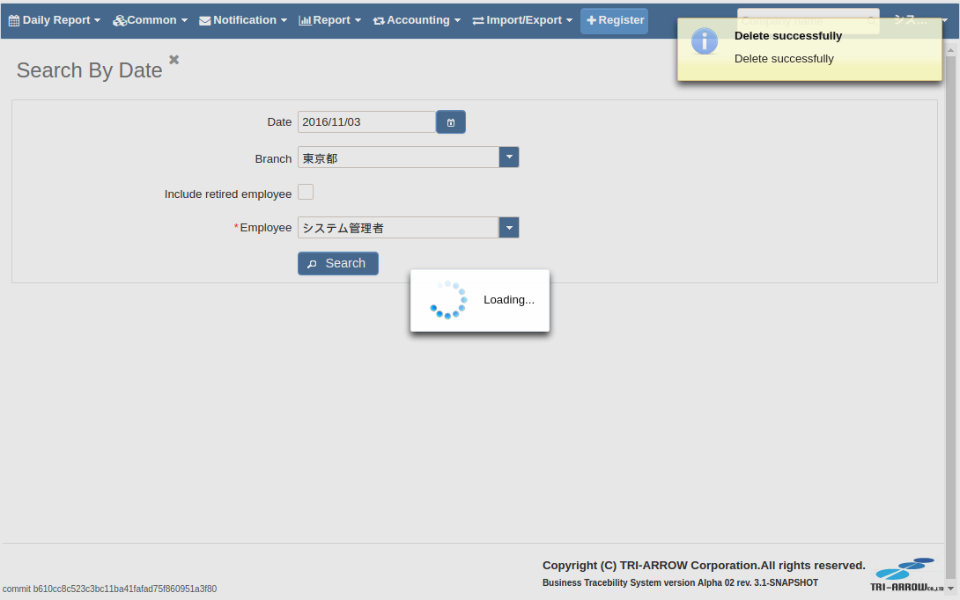 Daily Report Common Notification Report Accounting Import/Export Register シス...
Delete successfully
Delete successfully
Search By Date
Date 2016/11/03
Branch 東京都
Include retired employee
*Employee システム管理者
Search
Loading...
Copyright (C) TRI-ARROW Corporation.All rights reserved.
Business Tracebility System version Alpha 02 rev. 3.1-SNAPSHOT
TRI-ARROW CO.,LTD
commit b610cc8c523c3bc11ba41fafad75f860951a3f80